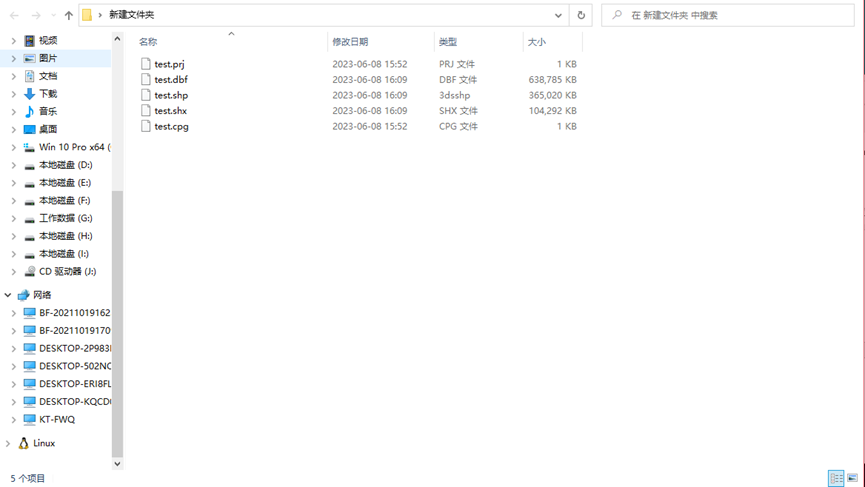 新建文件夹
在 新建文件夹 中搜索
视频
图片
文档
下载
音乐
桌面
Win 10 Pro x64 (
本地磁盘 (D:)
本地磁盘 (E:)
本地磁盘 (F:)
工作数据 (G:)
本地磁盘 (H:)
本地磁盘 (I:)
CD 驱动器 (J:)
网络
BF-20211019162
BF-20211019170
DESKTOP-2P983
DESKTOP-502NC
DESKTOP-ERI8FL
DESKTOP-KQCD
KT-FWQ
Linux
名称 修改日期 类型 大小
test.prj 2023-06-08 15:52 PRJ 文件 1 KB
test.dbf 2023-06-08 16:09 DBF 文件 638,785 KB
test.shp 2023-06-08 16:09 3dsshp 365,020 KB
test.shx 2023-06-08 16:09 SHX 文件 104,292 KB
test.cpg 2023-06-08 15:52 CPG 文件 1 KB
5 个项目